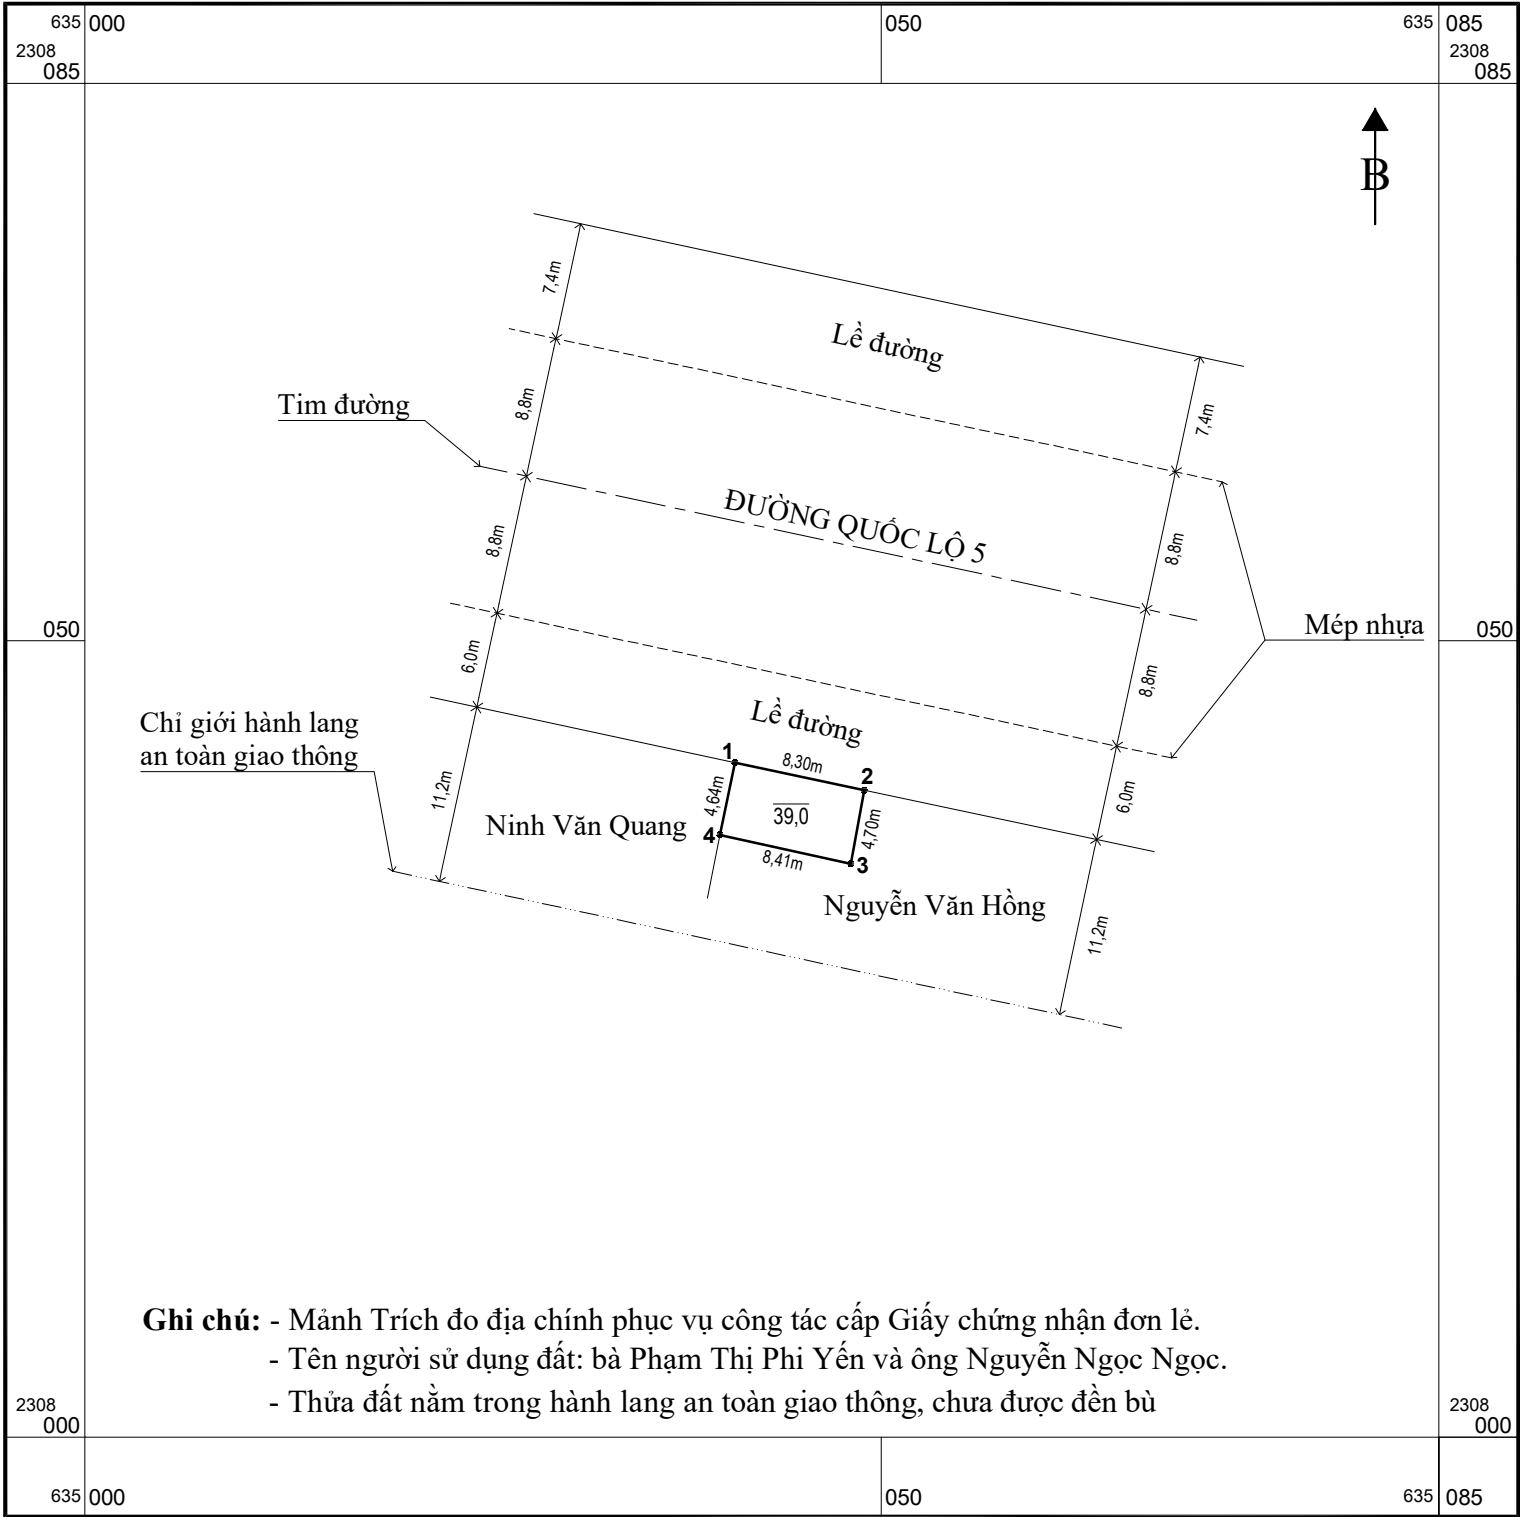 635 000
050
635 085
2308
085
2308
085
B
7,4m
Lề đường
8,8m
Tim đường
7,4m
ĐƯỜNG QUỐC LỘ 5
8,8m
8,8m
050
Mép nhựa
050
6,0m
8,8m
Chỉ giới hành lang
an toàn giao thông
Lề đường
1
8,30m
2
11,2m
4,64m
39,0
4,70m
6,0m
Ninh Văn Quang
4
8,41m
3
Nguyễn Văn Hồng
11,2m
Ghi chú: - Mảnh Trích đo địa chính phục vụ công tác cấp Giấy chứng nhận đơn lẻ.
- Tên người sử dụng đất: bà Phạm Thị Phi Yến và ông Nguyễn Ngọc Ngọc.
- Thửa đất nằm trong hành lang an toàn giao thông, chưa được đền bù
2308
000
2308
000
635 000
050
635 085